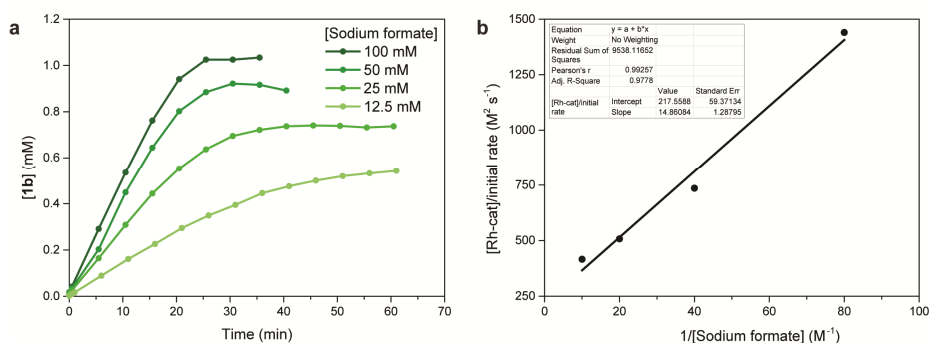 a
[Sodium formate]
100 mM
50 mM
25 mM
12.5 mM
1.2
1.0
0.8
0.6
0.4
0.2
0.0
[1b] (mM)
0 10 20 30 40 50 60 70
Time (min)
b
Equation y = a + b*x
Weight No Weighting
Residual Sum of Squares 9538.11652
Pearson's r 0.99257
Adj. R-Square 0.9778
Value Standard Err
[Rh-cat]/initial rate Intercept 217.5588 59.37134
Slope 14.86084 1.28795
1500
1250
1000
750
500
250
[Rh-cat]/initial rate (M² s⁻¹)
0 20 40 60 80 100
1/[Sodium formate] (M⁻¹)